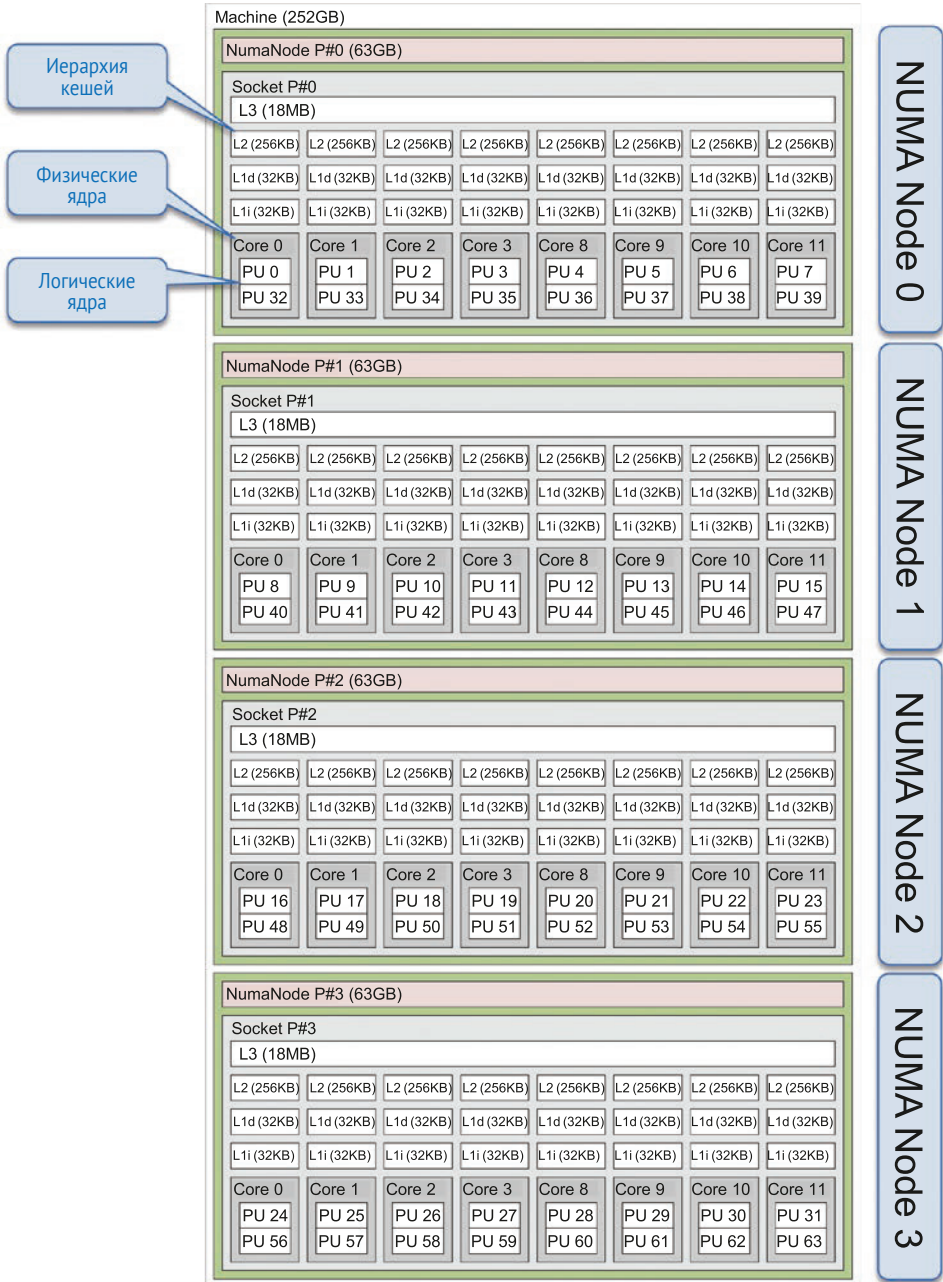 Machine (252GB)
NumaNode P#0 (63GB)
Иерархия
кешей
Socket P#0
L3 (18MB)
L2 (256KB) L2 (256KB) L2 (256KB) L2 (256KB) L2 (256KB) L2 (256KB) L2 (256KB) L2 (256KB)
L1d (32KB) L1d (32KB) L1d (32KB) L1d (32KB) L1d (32KB) L1d (32KB) L1d (32KB) L1d (32KB)
Физические
ядра
L1i (32KB) L1i (32KB) L1i (32KB) L1i (32KB) L1i (32KB) L1i (32KB) L1i (32KB) L1i (32KB)
Core 0 Core 1 Core 2 Core 3 Core 8 Core 9 Core 10 Core 11
Логические
ядра
PU 0 PU 1 PU 2 PU 3 PU 4 PU 5 PU 6 PU 7
PU 32 PU 33 PU 34 PU 35 PU 36 PU 37 PU 38 PU 39
NUMA Node 0
NumaNode P#1 (63GB)
Socket P#1
L3 (18MB)
L2 (256KB) L2 (256KB) L2 (256KB) L2 (256KB) L2 (256KB) L2 (256KB) L2 (256KB) L2 (256KB)
L1d (32KB) L1d (32KB) L1d (32KB) L1d (32KB) L1d (32KB) L1d (32KB) L1d (32KB) L1d (32KB)
L1i (32KB) L1i (32KB) L1i (32KB) L1i (32KB) L1i (32KB) L1i (32KB) L1i (32KB) L1i (32KB)
Core 0 Core 1 Core 2 Core 3 Core 8 Core 9 Core 10 Core 11
PU 8 PU 9 PU 10 PU 11 PU 12 PU 13 PU 14 PU 15
PU 40 PU 41 PU 42 PU 43 PU 44 PU 45 PU 46 PU 47
NUMA Node 1
NumaNode P#2 (63GB)
Socket P#2
L3 (18MB)
L2 (256KB) L2 (256KB) L2 (256KB) L2 (256KB) L2 (256KB) L2 (256KB) L2 (256KB) L2 (256KB)
L1d (32KB) L1d (32KB) L1d (32KB) L1d (32KB) L1d (32KB) L1d (32KB) L1d (32KB) L1d (32KB)
L1i (32KB) L1i (32KB) L1i (32KB) L1i (32KB) L1i (32KB) L1i (32KB) L1i (32KB) L1i (32KB)
Core 0 Core 1 Core 2 Core 3 Core 8 Core 9 Core 10 Core 11
PU 16 PU 17 PU 18 PU 19 PU 20 PU 21 PU 22 PU 23
PU 48 PU 49 PU 50 PU 51 PU 52 PU 53 PU 54 PU 55
NUMA Node 2
NumaNode P#3 (63GB)
Socket P#3
L3 (18MB)
L2 (256KB) L2 (256KB) L2 (256KB) L2 (256KB) L2 (256KB) L2 (256KB) L2 (256KB) L2 (256KB)
L1d (32KB) L1d (32KB) L1d (32KB) L1d (32KB) L1d (32KB) L1d (32KB) L1d (32KB) L1d (32KB)
L1i (32KB) L1i (32KB) L1i (32KB) L1i (32KB) L1i (32KB) L1i (32KB) L1i (32KB) L1i (32KB)
Core 0 Core 1 Core 2 Core 3 Core 8 Core 9 Core 10 Core 11
PU 24 PU 25 PU 26 PU 27 PU 28 PU 29 PU 30 PU 31
PU 56 PU 57 PU 58 PU 59 PU 60 PU 61 PU 62 PU 63
NUMA Node 3